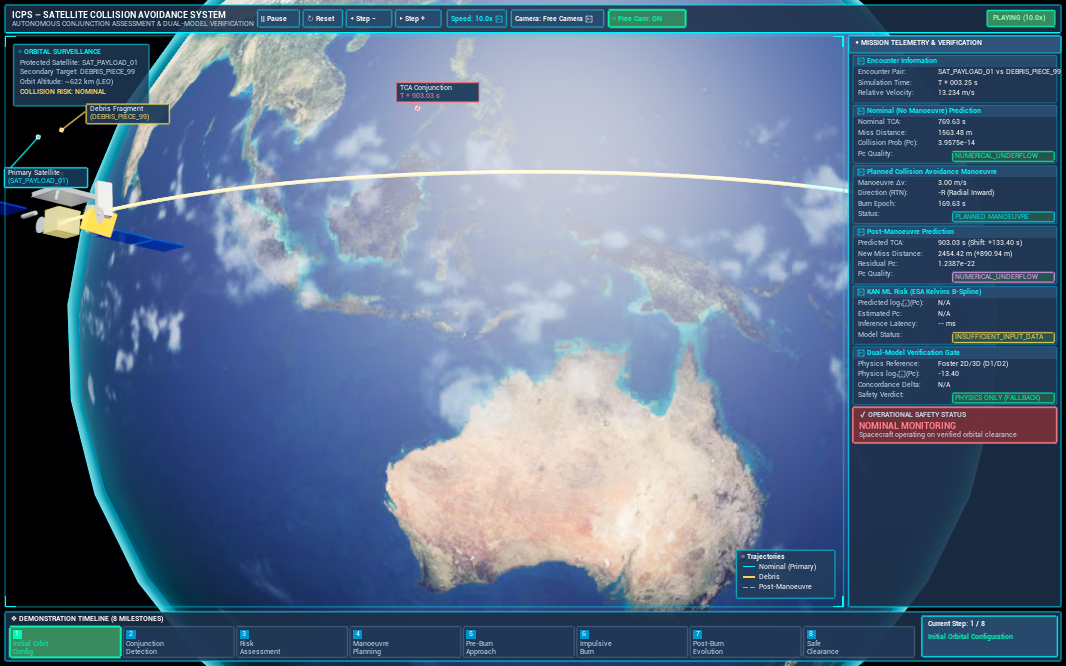 ICPS – SATELLITE COLLISION AVOIDANCE SYSTEM
AUTONOMOUS CONJUNCTION ASSESSMENT & DUAL-MODEL VERIFICATION
Pause
Reset
Step -
Step +
Speed: 10.0x
Camera: Free Camera
Free Cam: ON
PLAYING (10.0x)
ORBITAL SURVEILLANCE
Protected Satellite: SAT_PAYLOAD_01
Secondary Target: DEBRIS_PIECE_99
Orbit Altitude: ~622 km (LEO)
COLLISION RISK: NOMINAL
Debris Fragment
(DEBRIS_PIECE_99)
Primary Satellite
(SAT_PAYLOAD_01)
TCA Conjunction
T + 903.03 s
Trajectories
Nominal (Primary)
Debris
Post-Manoeuvre
MISSION TELEMETRY & VERIFICATION
Encounter Information
Encounter Pair: SAT_PAYLOAD_01 vs DEBRIS_PIECE_99
Simulation Time: T + 003.25 s
Relative Velocity: 13.234 m/s
Nominal (No Manoeuvre) Prediction
Nominal TCA: 769.63 s
Miss Distance: 1563.48 m
Collision Prob (Pc): 3.9575e-14
Pc Quality: NUMERICAL_UNDERFLOW
Planned Collision Avoidance Manoeuvre
Manoeuvre Δv: 3.00 m/s
Direction (RTN): -R (Radial Inward)
Burn Epoch: 169.63 s
Status: PLANNED MANOEUVRE
Post-Manoeuvre Prediction
Predicted TCA: 903.03 s (Shift: +133.40 s)
New Miss Distance: 2454.42 m (+890.94 m)
Residual Pc: 1.2387e-22
Pc Quality: NUMERICAL_UNDERFLOW
KAN ML Risk (ESA Kelvins B-Spline)
Predicted log(Pc): N/A
Estimated Pc: N/A
Inference Latency: -- ms
Model Status: INSUFFICIENT_INPUT_DATA
Dual-Model Verification Gate
Physics Reference: Foster 2D/3D (D1/D2)
Physics log(Pc): -13.40
Concordance Delta: N/A
Safety Verdict: PHYSICS ONLY (FALLBACK)
√ OPERATIONAL SAFETY STATUS
NOMINAL MONITORING
Spacecraft operating on verified orbital clearance
❖ DEMONSTRATION TIMELINE (8 MILESTONES)
1
Initial Orbit
Config
2
Conjunction
Detection
3
Risk
Assessment
4
Manoeuvre
Planning
5
Pre-Burn
Approach
6
Impulsive
Burn
7
Post-Burn
Evolution
8
Safe
Clearance
Current Step: 1 / 8
Initial Orbital Configuration